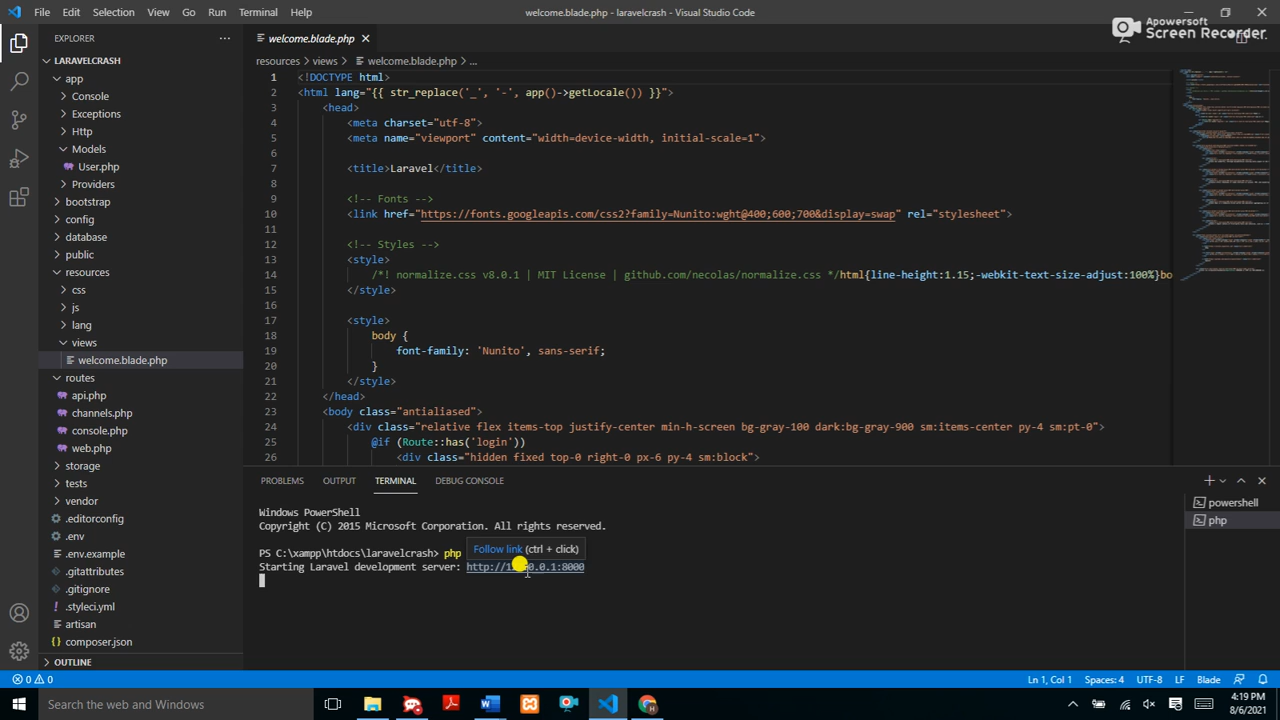 File Edit Selection View Go Run Terminal Help
welcome.blade.php - laravelcrash - Visual Studio Code
Apowersoft
Screen Recorder
EXPLORER
LARAVELCRASH
app
Console
Exceptions
Http
Models
User.php
Providers
bootstrap
config
database
public
resources
css
js
lang
views
welcome.blade.php
routes
api.php
channels.php
console.php
web.php
storage
tests
vendor
.editorconfig
.env
.env.example
.gitattributes
.gitignore
.styleci.yml
artisan
composer.json
OUTLINE
welcome.blade.php
resources > views > welcome.blade.php > ...
1 <!DOCTYPE html>
2 <html lang="{{ str_replace('_', '-', app()->getLocale()) }}">
3 <head>
4 <meta charset="utf-8">
5 <meta name="viewport" content="width=device-width, initial-scale=1">
6
7 <title>Laravel</title>
8
9 <!-- Fonts -->
10 <link href="https://fonts.googleapis.com/css2?family=Nunito:wght@400;600;700&display=swap" rel="stylesheet">
11
12 <!-- Styles -->
13 <style>
14 /*! normalize.css v8.0.1 | MIT License | github.com/necolas/normalize.css */html{line-height:1.15;-webkit-text-size-adjust:100%}bo
15 </style>
16
17 <style>
18 body {
19 font-family: 'Nunito', sans-serif;
20 }
21 </style>
22 </head>
23 <body class="antialiased">
24 <div class="relative flex items-top justify-center min-h-screen bg-gray-100 dark:bg-gray-900 sm:items-center py-4 sm:pt-0">
25 @if (Route::has('login'))
26 <div class="hidden fixed top-0 right-0 px-6 py-4 sm:block">
PROBLEMS OUTPUT TERMINAL DEBUG CONSOLE
powershell
php
Windows PowerShell
Copyright (C) 2015 Microsoft Corporation. All rights reserved.
PS C:\xampp\htdocs\laravelcrash> php
Follow link (ctrl + click)
Starting Laravel development server: http://1 0.0.1:8000
0 0
Ln 1, Col 1 Spaces: 4 UTF-8 LF Blade
Type here to search
4:19 PM
8/6/2021